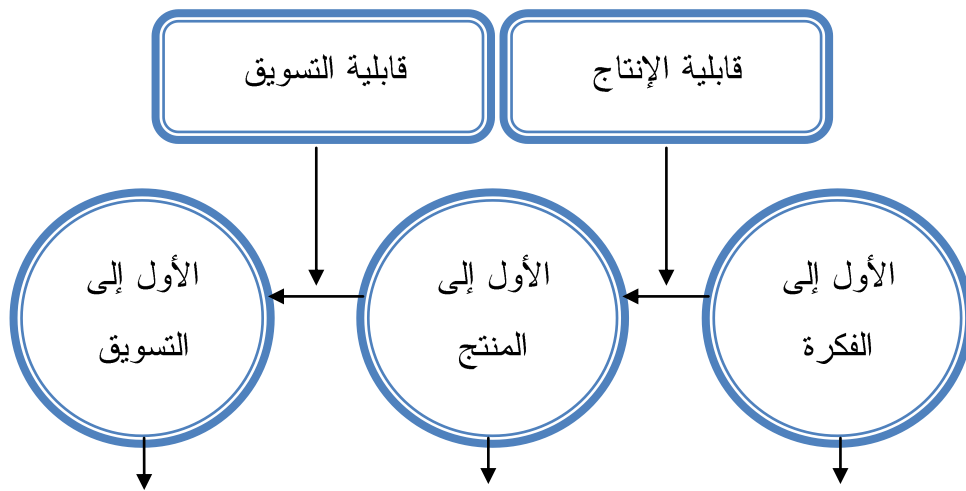 قابلية الإنتاج
قابلية التسويق
الأول إلى
الفكرة
الأول إلى
المنتج
الأول إلى
التسويق